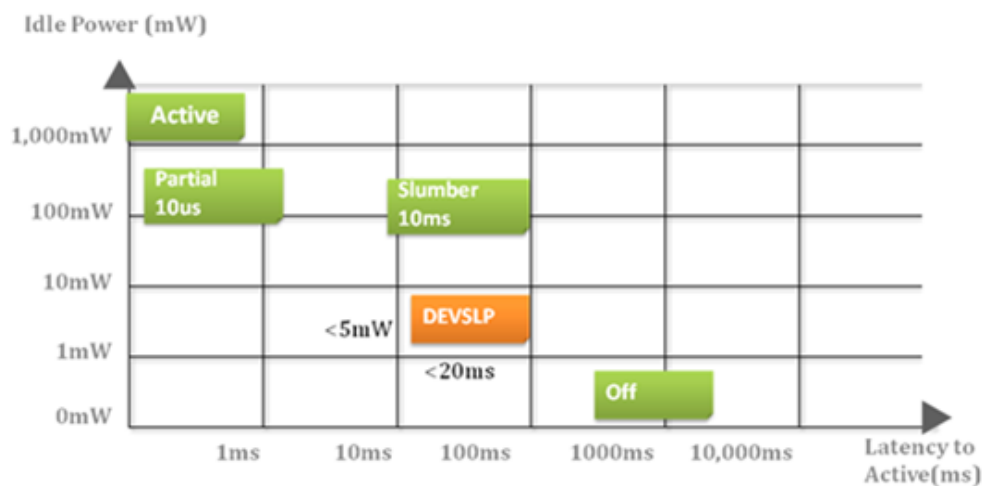 Idle Power (mW)
Active
1,000mW
Partial
10us
Slumber
10ms
100mW
10mW
DEVSLP
<5mW
1mW
<20ms
Off
0mW
1ms
10ms
100ms
1000ms
10,000ms
Latency to
Active(ms)